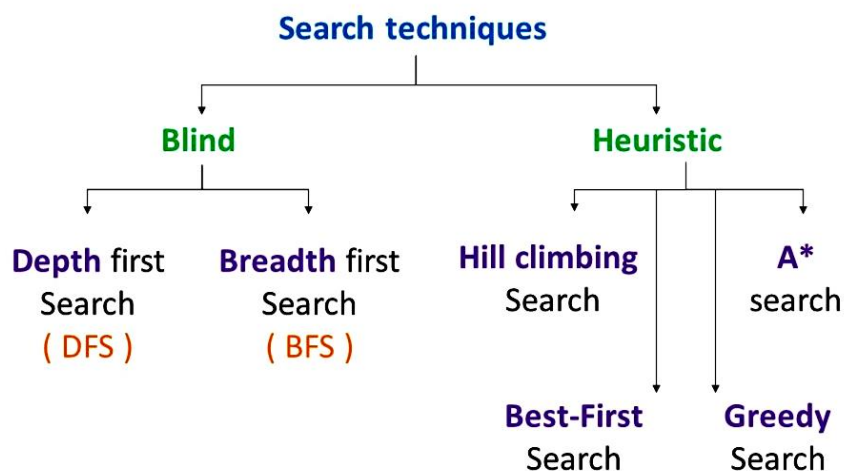 Search techniques
Blind
Heuristic
Depth first
Search
( DFS )
Breadth first
Search
( BFS )
Hill climbing
Search
A*
search
Best-First
Search
Greedy
Search